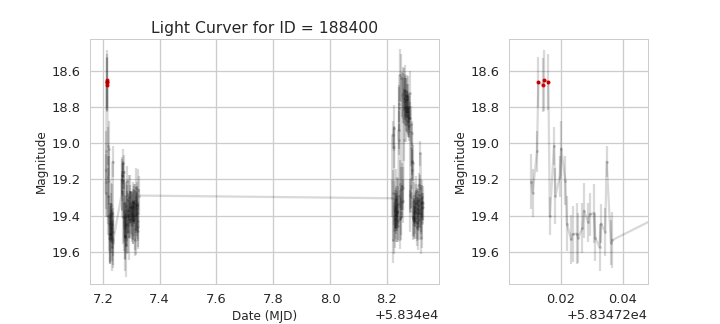 Light Curver for ID = 188400
Magnitude
18.6
18.8
19.0
19.2
19.4
19.6
7.2 7.4 7.6 7.8 8.0 8.2
Date (MJD)
+5.834e4
Magnitude
18.6
18.8
19.0
19.2
19.4
19.6
0.02 0.04
+5.83472e4